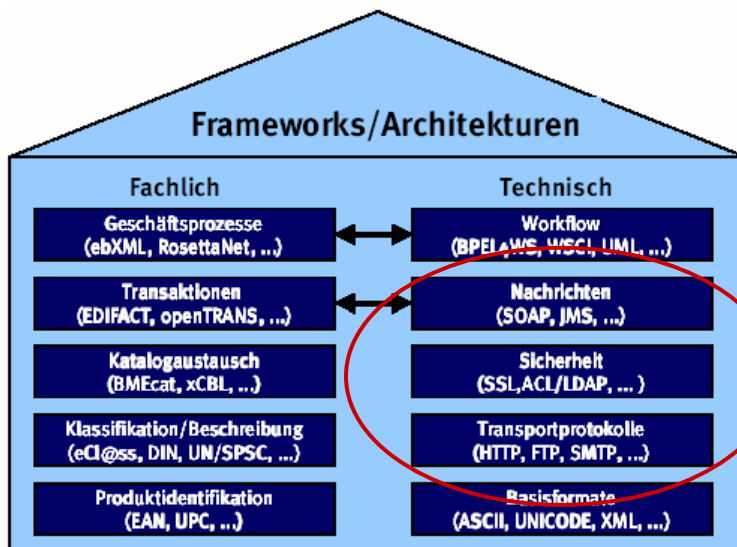 Frameworks/Architekturen
Fachlich
Geschäftsprozesse
(ebXML, RosettaNet, ...)
Transaktionen
(EDIFACT, openTRANS, ...)
Katalogaustausch
(BMEcat, xCBL, ...)
Klassifikation/Beschreibung
(eCl@ss, DIN, UN/SPSC, ...)
Produktidentifikation
(EAN, UPC, ...)
Technisch
Workflow
(BPEL4WS, WSCI, UML, ...)
Nachrichten
(SOAP, JMS, ...)
Sicherheit
(SSL,ACL/LDAP, ... )
Transportprotokolle
(HTTP, FTP, SMTP, ...)
Basisformate
(ASCII, UNICODE, XML, ...)